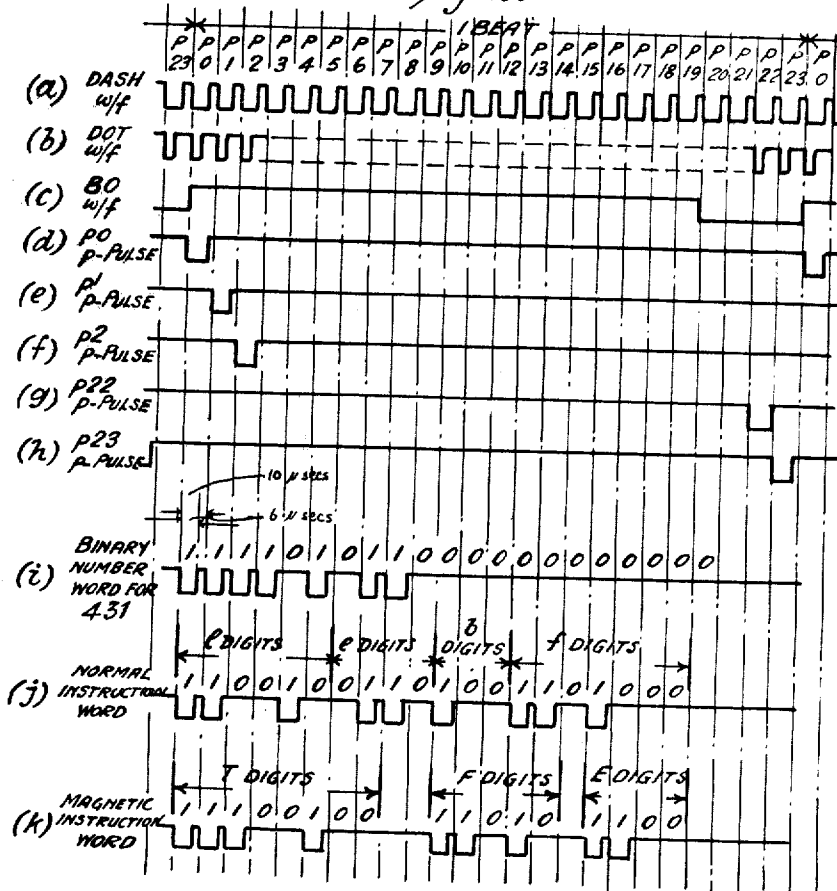 1 BEAT
P P P P P P P P P P P P P P P P P P P P P P P P P P
23 0 1 2 3 4 5 6 7 8 9 10 11 12 13 14 15 16 17 18 19 20 21 22 23 0
(a) DASH
w/f
(b) DOT
w/f
(c) BO
w/f
(d) P0
P-PULSE
(e) P1
P-PULSE
(f) P2
P-PULSE
(g) P22
P-PULSE
(h) P23
P-PULSE
10 μ secs
6 μ secs
(i) BINARY
NUMBER
WORD FOR
431
1 1 1 1 0 1 0 1 1 0 0 0 0 0 0 0 0 0 0 0 0
l DIGITS e DIGITS b DIGITS f DIGITS
(j) NORMAL
INSTRUCTION
WORD
1 1 0 0 1 0 0 1 1 0 1 0 0 1 1 0 1 0 0 0
T DIGITS F DIGITS E DIGITS
(k) MAGNETIC
INSTRUCTION
WORD
1 1 1 0 0 1 0 0 1 1 0 1 0 1 1 0 0